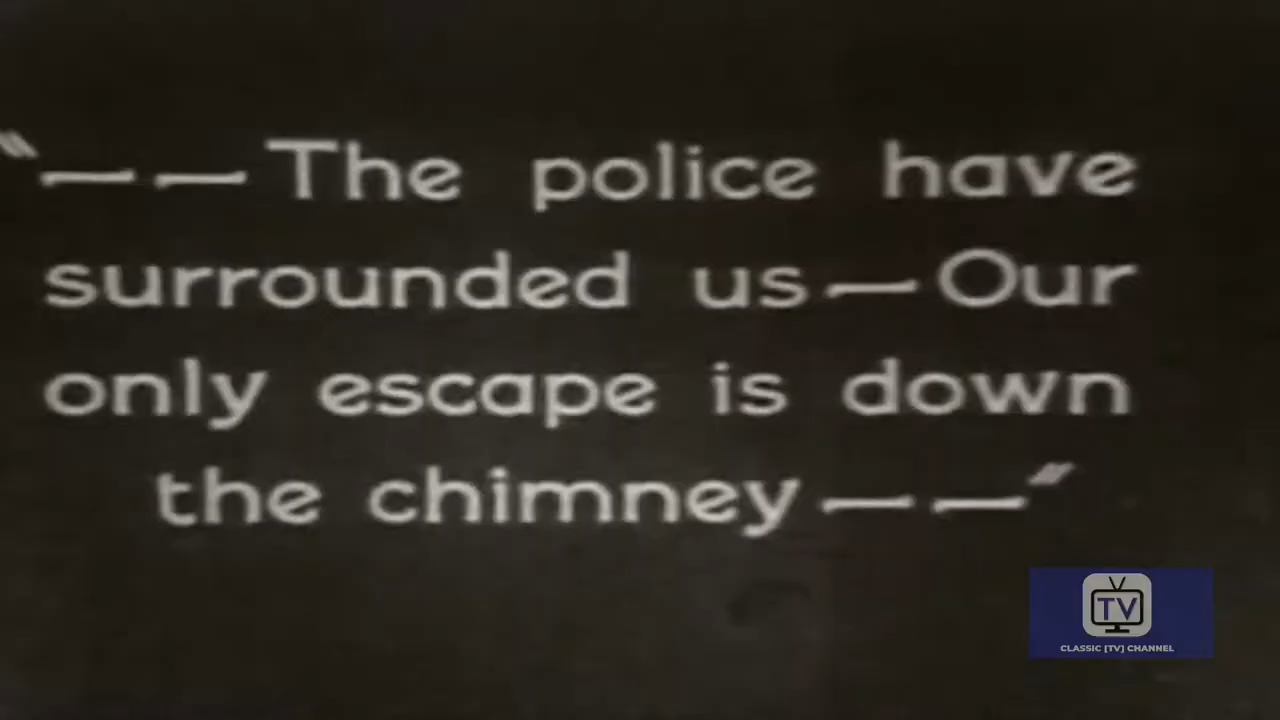 "— — The police have
surrounded us — Our
only escape is down
the chimney — —"
TV
CLASSIC [TV] CHANNEL